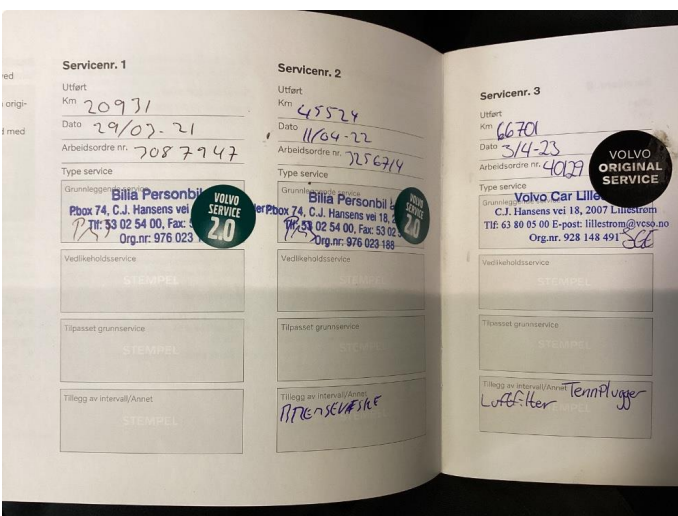 ved
origi-
med
Servicenr. 1
Utført
Km 20931
Dato 29/03-21
Arbeidsordre nr. 7087947
Type service
Grunnleggende service
Bilia Personbil
Pbox 74, C.J. Hansens vei
Tlf: 53 02 54 00, Fax:
Org.nr: 976 023
VOLVO
SERVICE
2.0
Vedlikeholdsservice
STEMPEL
Tilpasset grunnservice
STEMPEL
Tillegg av intervall/Annet
STEMPEL
Servicenr. 2
Utført
Km 45524
Dato 11/04-22
Arbeidsordre nr. 7256714
Type service
Grunnleggende service
Bilia Personbil
Pbox 74, C.J. Hansens vei 18,
Tlf: 53 02 54 00, Fax: 53 02
Org.nr: 976 023 188
VOLVO
SERVICE
2.0
Vedlikeholdsservice
STEMPEL
Tilpasset grunnservice
STEMPEL
Tillegg av intervall/Annet
BREMSEVÆSKE
Servicenr. 3
Utført
Km 66701
Dato 3/4-23
Arbeidsordre nr. 40129
Type service
VOLVO
ORIGINAL
SERVICE
Volvo Car Lille
C.J. Hansens vei 18, 2007 Lillestrøm
Tlf: 63 80 05 00 E-post: lillestrom@vcso.no
Org.nr. 928 148 491
Vedlikeholdsservice
STEMPEL
Tilpasset grunnservice
STEMPEL
Tillegg av intervall/Annet TennPlugger
Luftfilter